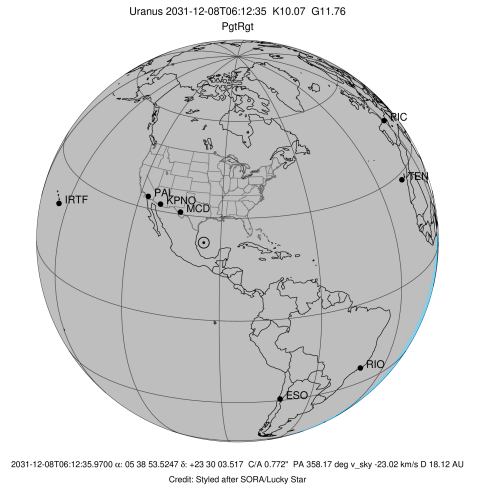 Uranus 2031-12-08T06:12:35 K10.07 G11.76
PgtRgt
RIC
TEN
IRTF
PAL
KPNO
MCD
RIO
ESO
2031-12-08T06:12:35.9700 α: 05 38 53.5247 δ: +23 30 03.517 C/A 0.772" PA 358.17 deg v_sky -23.02 km/s D 18.12 AU
Credit: Styled after SORA/Lucky Star